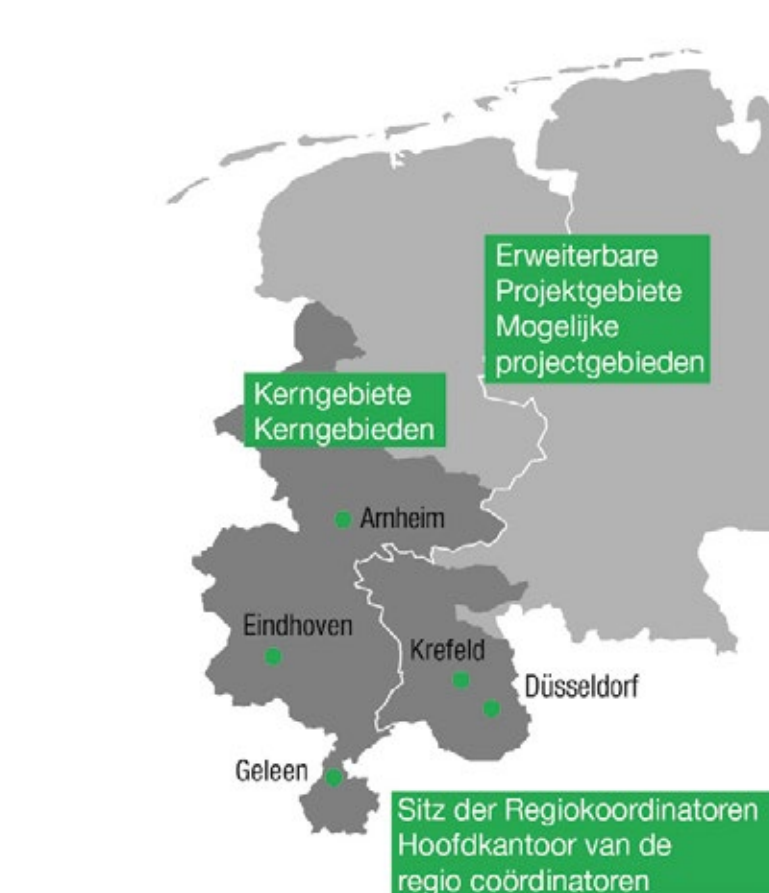 Erweiterbare
Projektgebiete
Mogelijke
projectgebieden
Kerngebiete
Kerngebieden
Arnheim
Eindhoven
Krefeld
Düsseldorf
Geleen
Sitz der Regiokoordinatoren
Hoofdkantoor van de
regio coördinatoren